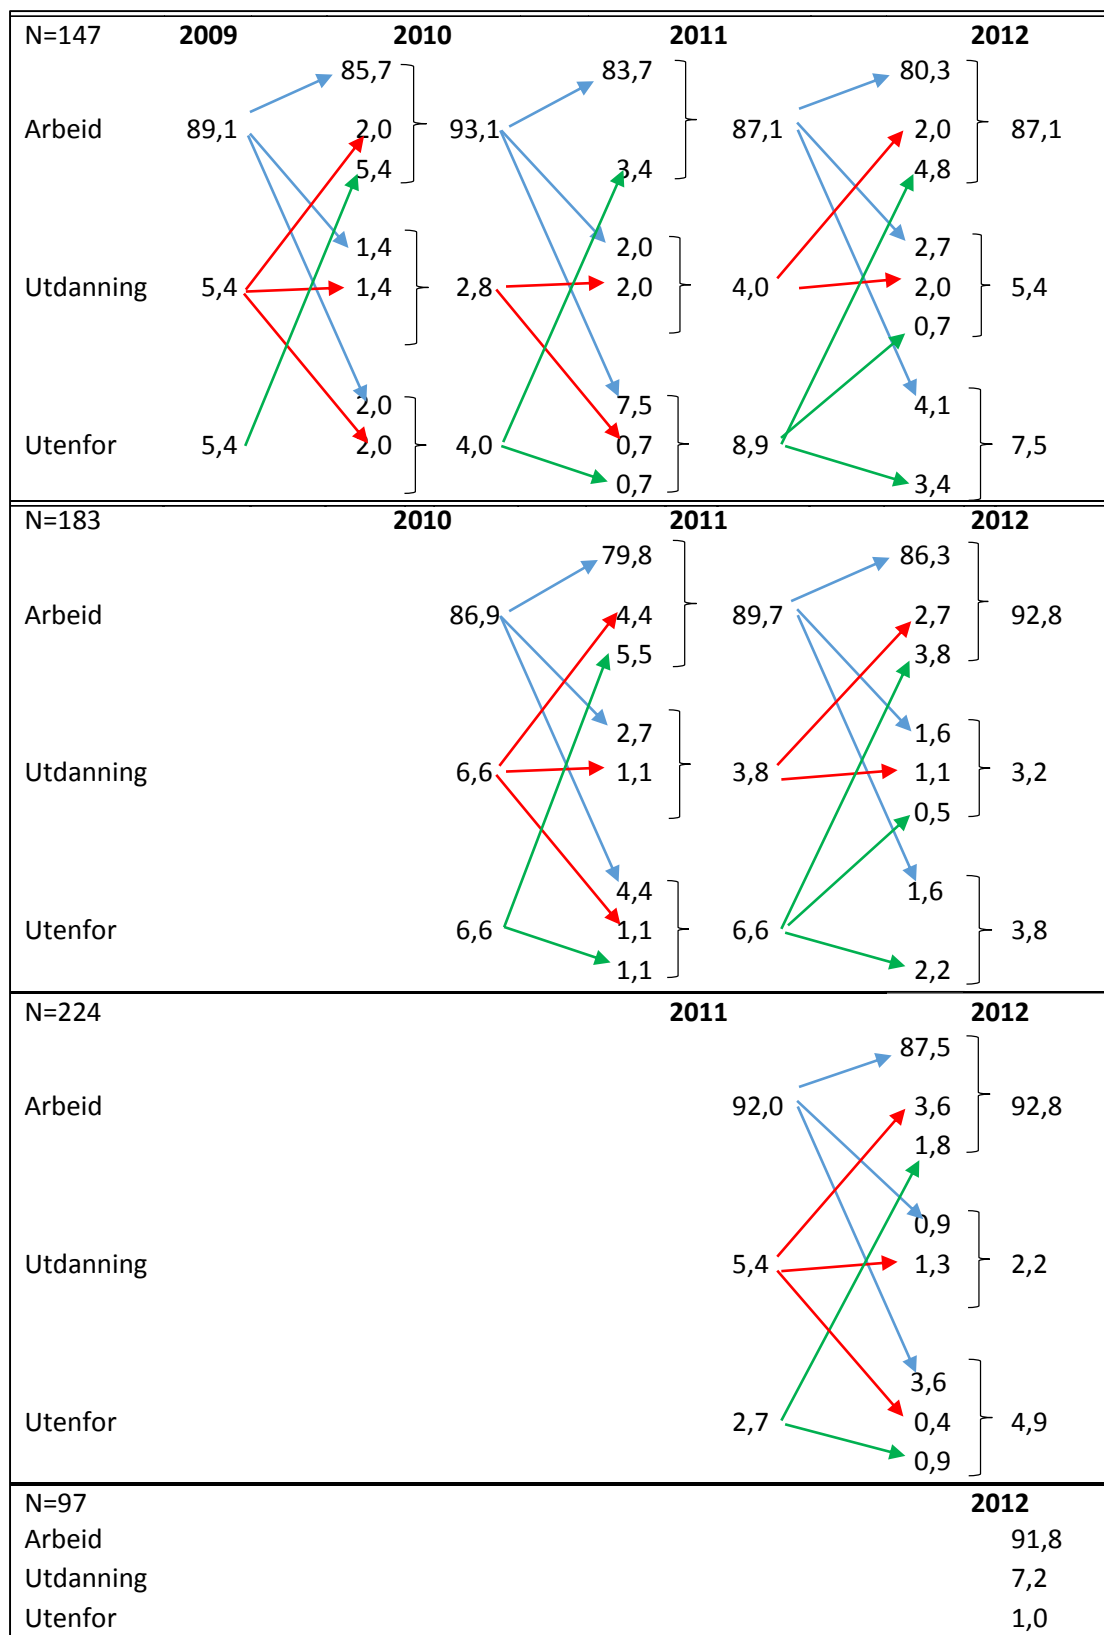 N=147 2009 2010 2011 2012
85,7 83,7 80,3
Arbeid 89,1 2,0 93,1 87,1 2,0 87,1
5,4 3,4 4,8
1,4 2,0 2,7
Utdanning 5,4 1,4 2,8 2,0 4,0 2,0 5,4
0,7
2,0 7,5 4,1
Utenfor 5,4 2,0 4,0 0,7 8,9 7,5
0,7 3,4
N=183 2010 2011 2012
79,8 86,3
Arbeid 86,9 4,4 89,7 2,7 92,8
5,5 3,8
2,7 1,6
Utdanning 6,6 1,1 3,8 1,1 3,2
0,5
4,4 1,6
Utenfor 6,6 1,1 6,6 3,8
1,1 2,2
N=224 2011 2012
87,5
Arbeid 92,0 3,6 92,8
1,8
0,9
Utdanning 5,4 1,3 2,2
3,6
Utenfor 2,7 0,4 4,9
0,9
N=97 2012
Arbeid 91,8
Utdanning 7,2
Utenfor 1,0